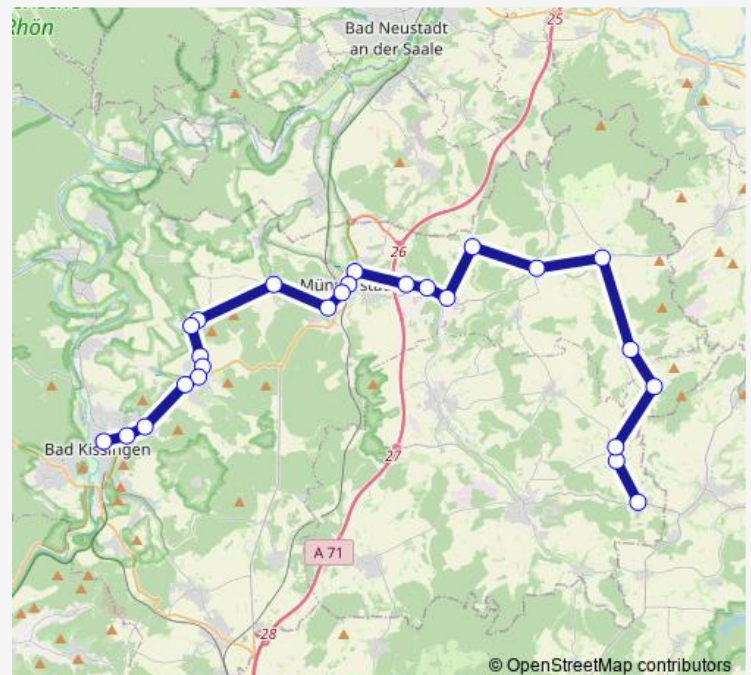 Rhön
25
Bad Neustadt
an der Saale
26
Bad Kissingen
27
A 71
28
© OpenStreetMap contributors